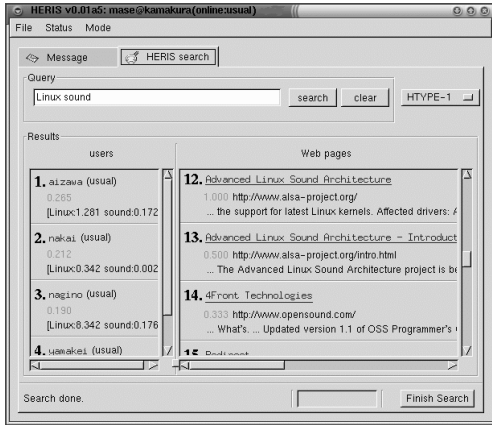 HERIS v0.01a5: mase@kamakura(online:usual)
File Status Mode
Message HERIS search
Query
Linux sound search clear HTYPE-1
Results
users
1. aizawa (usual)
0.265
[Linux:1.281 sound:0.172
2. nakai (usual)
0.212
[Linux:0.342 sound:0.002
3. nagino (usual)
0.190
[Linux:8.342 sound:0.176
4. yamakei (usual)
Web pages
12. Advanced Linux Sound Architecture
1.000 http://www.alsa-project.org/
... the support for latest Linux kernels. Affected drivers:
13. Advanced Linux Sound Architecture - Introduct
0.500 http://www.alsa-project.org/intro.html
... The Advanced Linux Sound Architecture project is be
14. 4Front Technologies
0.333 http://www.opensound.com/
... What's. ... Updated version 1.1 of OSS Programmer's
15
Search done. Finish Search